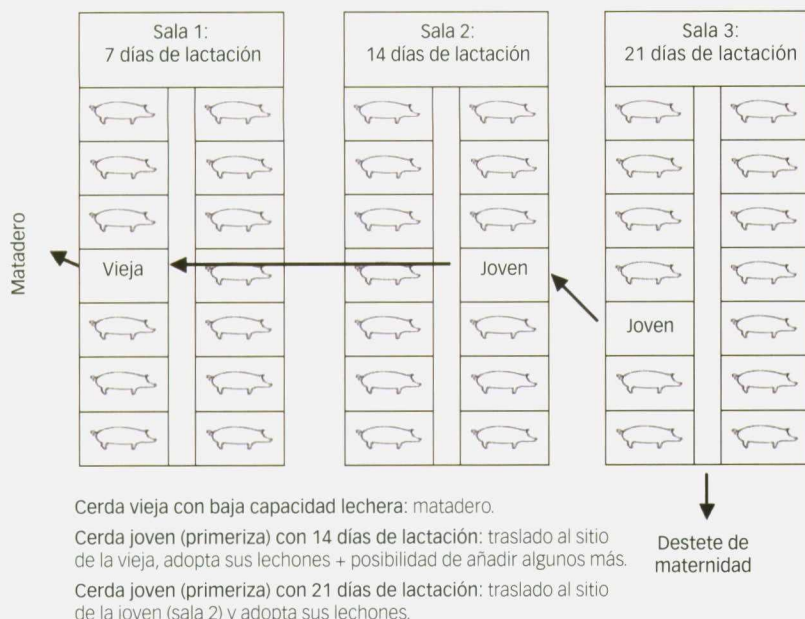 Sala 1:
7 días de lactación
Sala 2:
14 días de lactación
Sala 3:
21 días de lactación
Matadero
Vieja
Joven
Joven
Cerda vieja con baja capacidad lechera: matadero.
Cerda joven (primeriza) con 14 días de lactación: traslado al sitio
de la vieja, adopta sus lechones + posibilidad de añadir algunos más.
Cerda joven (primeriza) con 21 días de lactación: traslado al sitio
de la joven (sala 2) y adopta sus lechones.
Destete de
maternidad